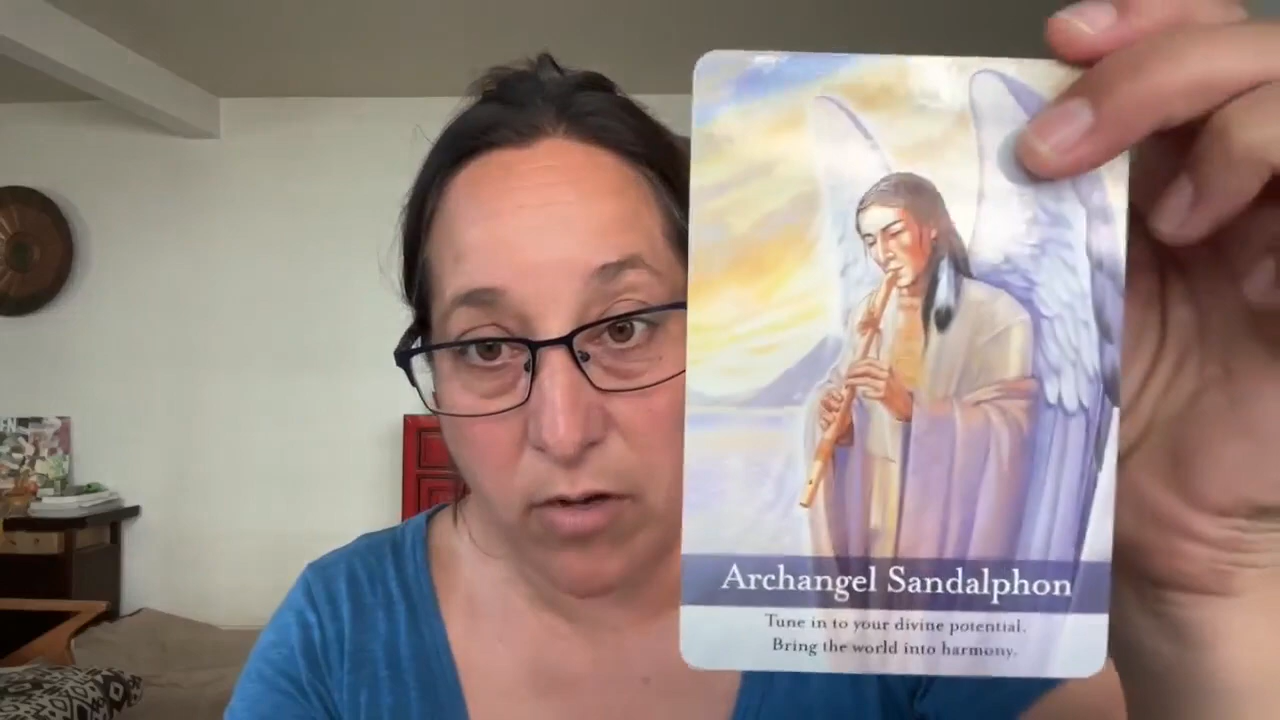 Archangel Sandalphon
Tune in to your divine potential.
Bring the world into harmony.